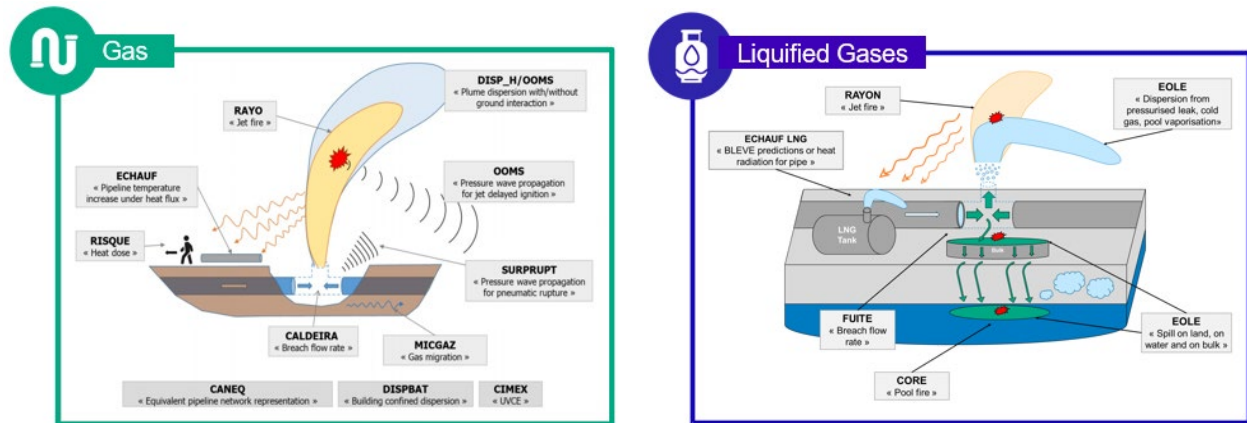 Gas
DISP_H/OOMS
« Plume dispersion with/without
ground interaction »
RAYO
« Jet fire »
ECHAUF
« Pipeline temperature
increase under heat flux »
OOMS
« Pressure wave propagation
for jet delayed ignition »
RISQUE
« Heat dose »
SURPRUPT
« Pressure wave propagation
for pneumatic rupture »
CALDEIRA
« Breach flow rate »
MICGAZ
« Gas migration »
CANEQ
« Equivalent pipeline network representation »
DISPBAT
« Building confined dispersion »
CIMEX
« UVCE »
Liquified Gases
RAYON
« Jet fire »
EOLE
« Dispersion from
pressurised leak, cold
gas, pool vaporisation»
ECHAUF LNG
« BLEVE predictions or heat
radiation for pipe »
LNG
Tank
Bulk
FUITE
« Breach flow
rate »
EOLE
« Spill on land, on
water and on bulk »
CORE
« Pool fire »